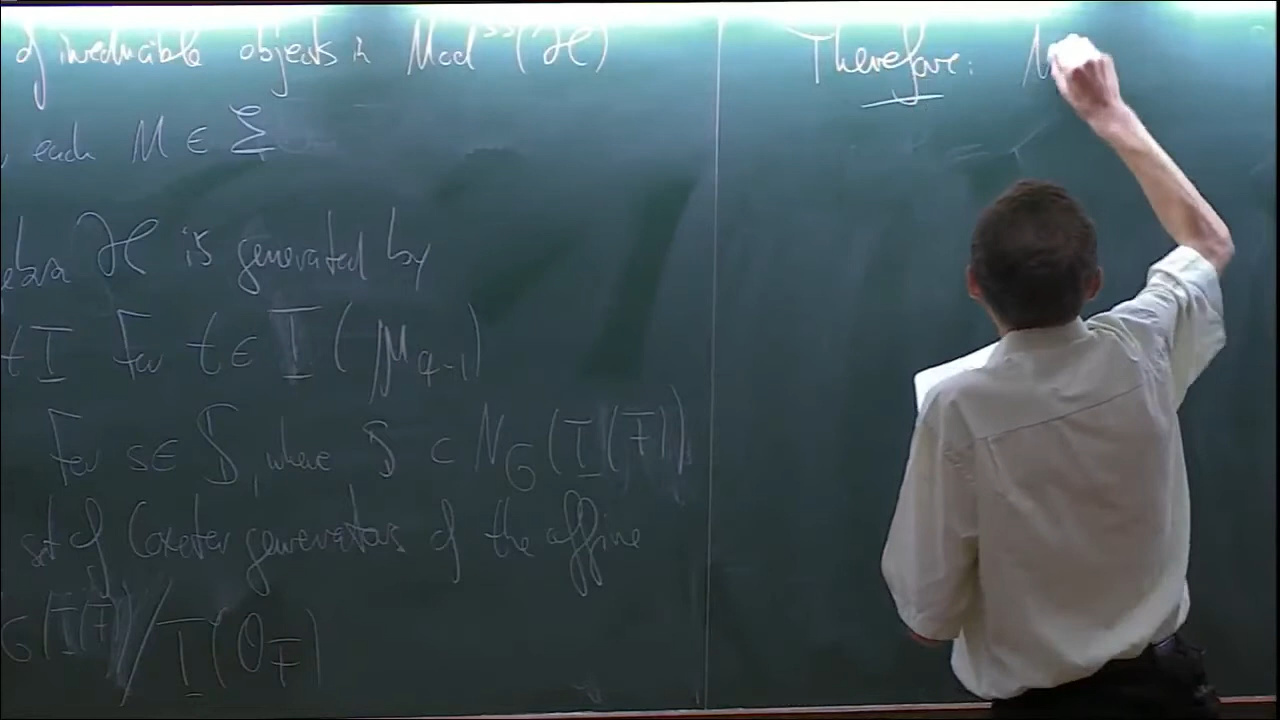 of irreducible objects in Mod^{ss}(ℋ)
each M ∈ Σ
ebra ℋ is generated by
t I For t ∈ I(μ_{q-1})
For s ∈ S, where S ⊂ N_G(I(F))
set of Coxeter generators of the affine
G(I(F))/I(O_F)
Therefore: